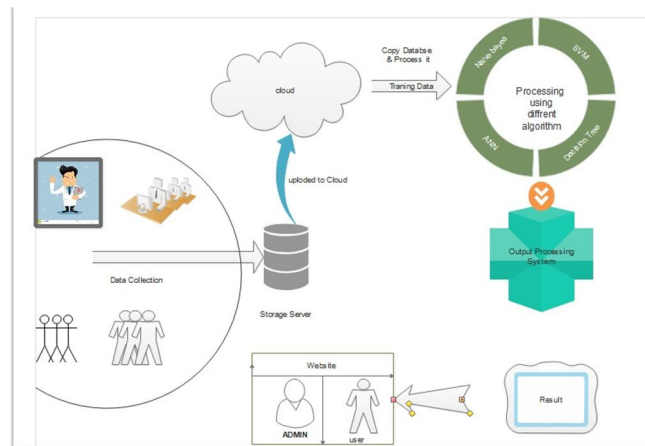 Copy Databse
& Process it
Traning Data
cloud
Naive bayes
SVM
ANN
Decision Tree
Processing
using
diffrent
algorithm
uploded to Cloud
Data Collection
Storage Server
Output Processing
System
Website
ADMIN
user
Result